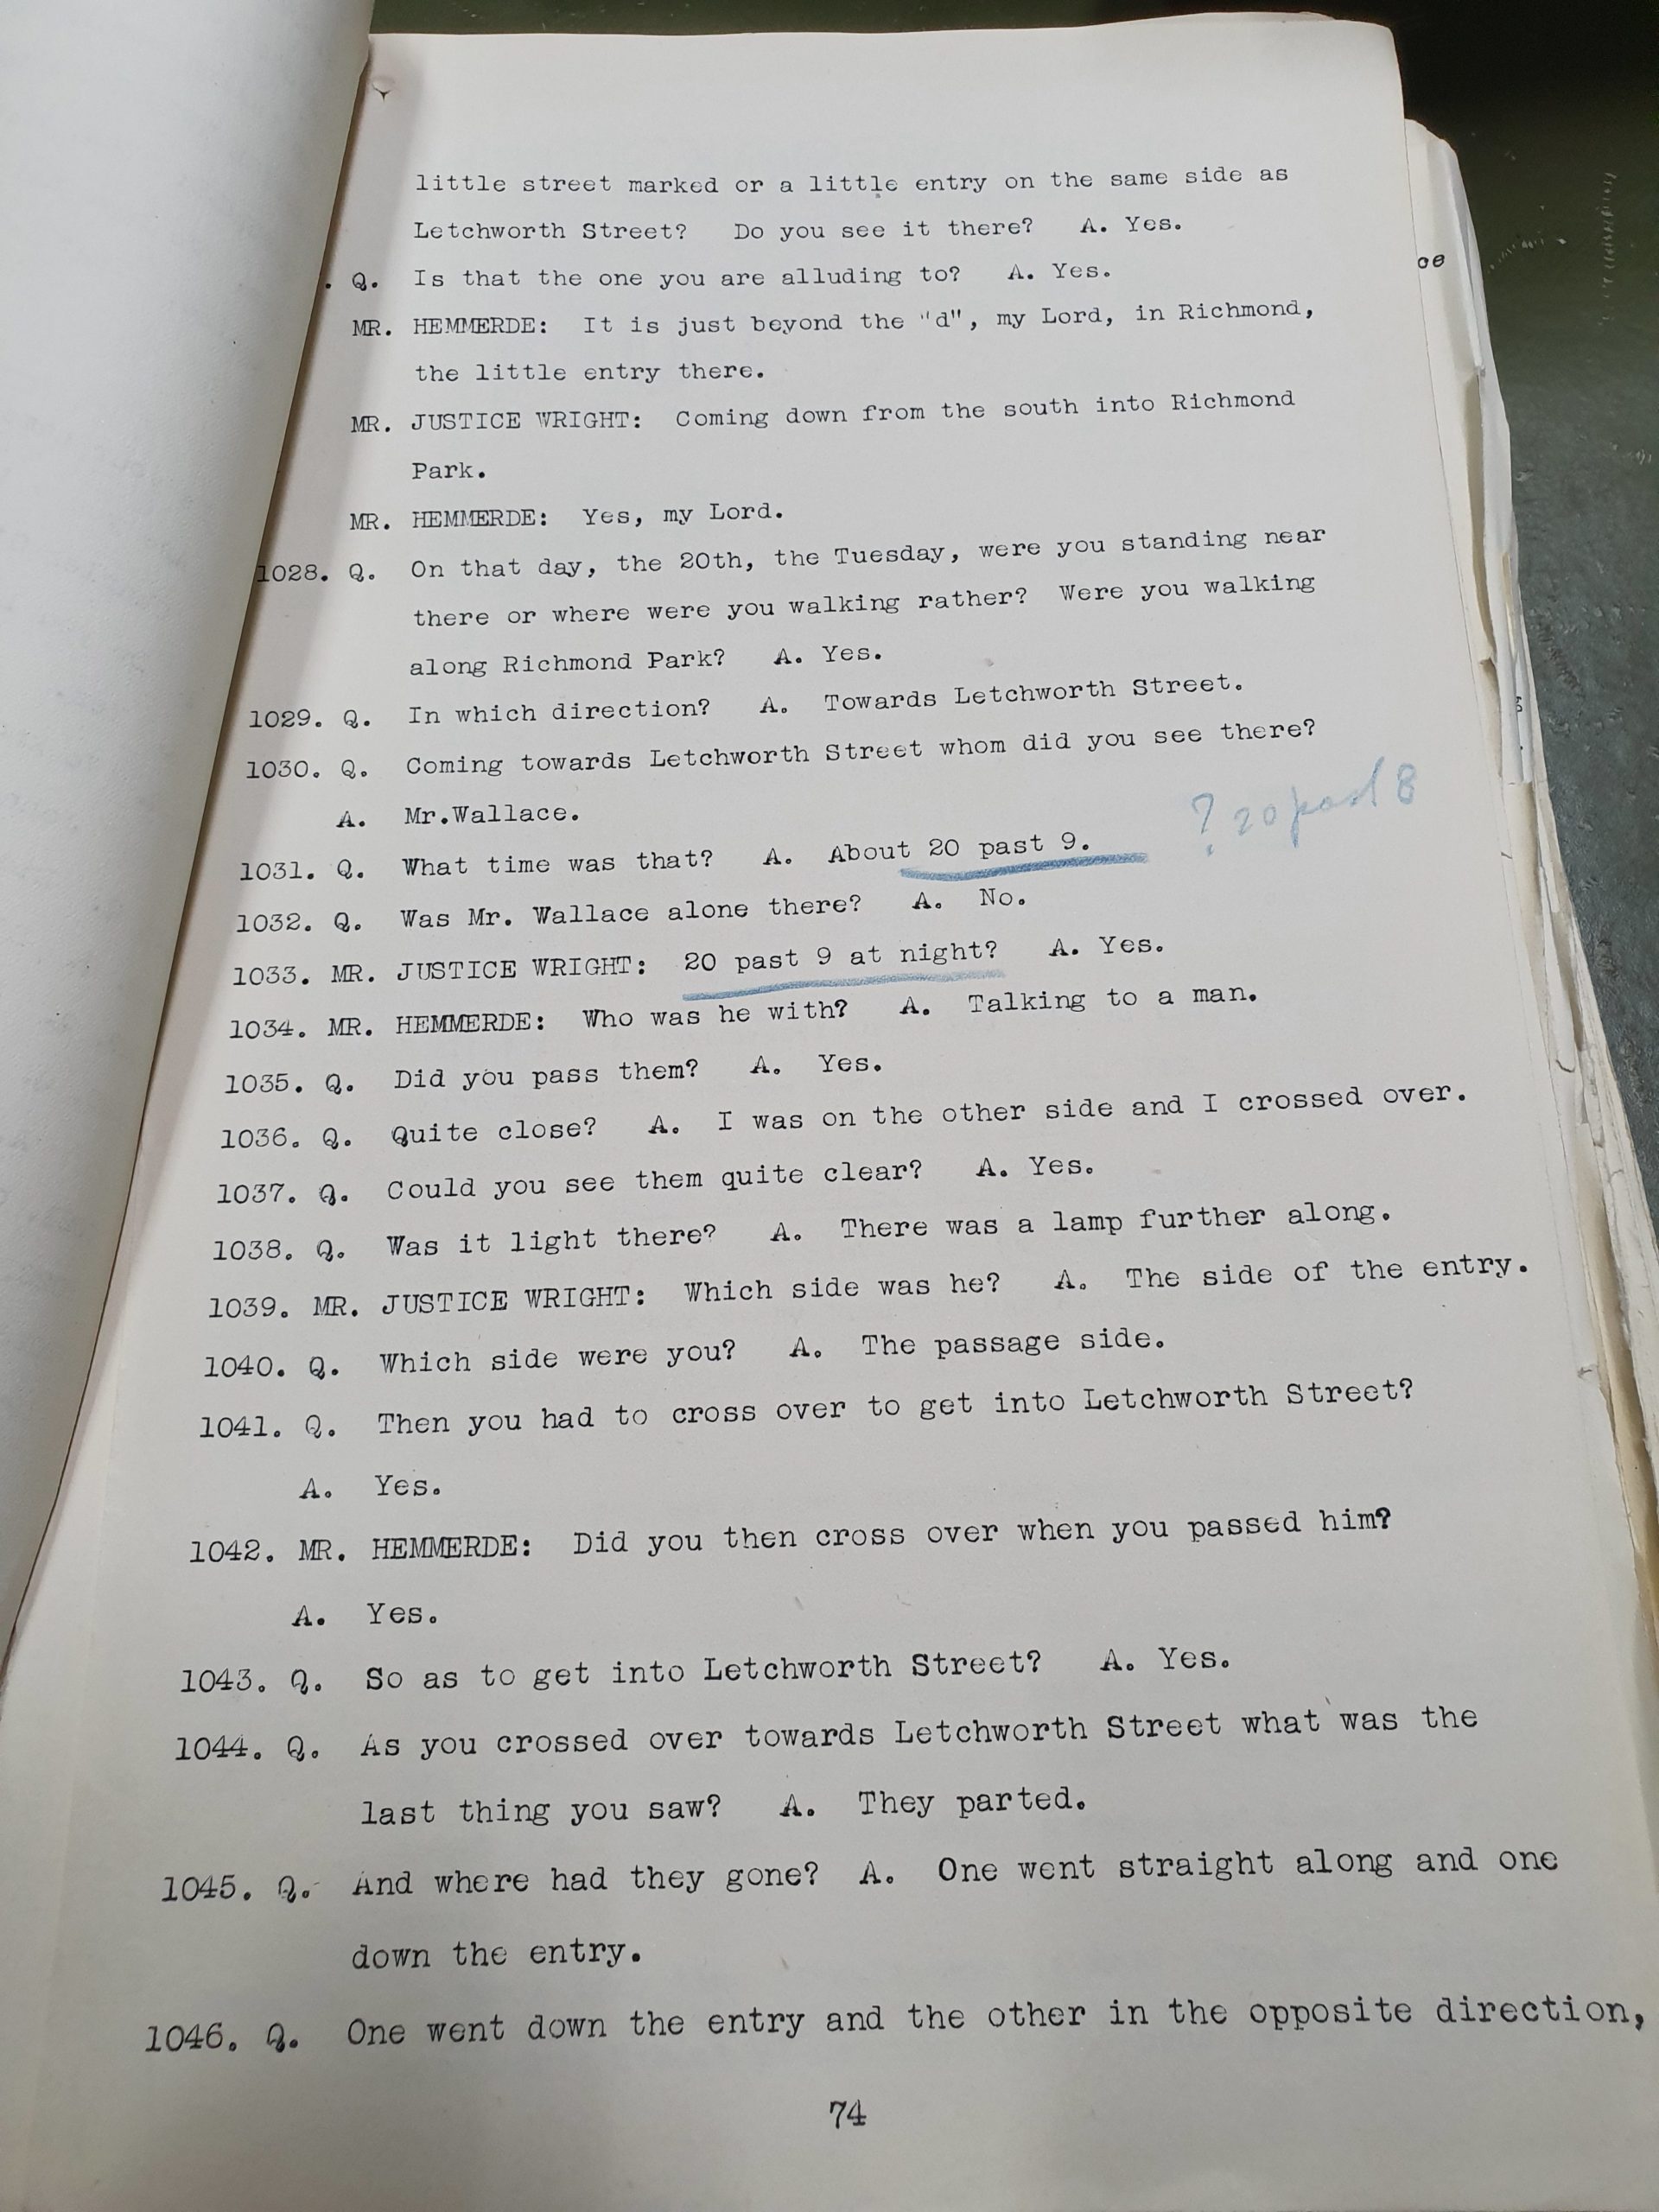 little street marked or a little entry on the same side as
Letchworth Street? Do you see it there? A. Yes.
. Q. Is that the one you are alluding to? A. Yes.
MR. HEMMERDE: It is just beyond the "d", my Lord, in Richmond,
the little entry there.
MR. JUSTICE WRIGHT: Coming down from the south into Richmond
Park.
MR. HEMMERDE: Yes, my Lord.
1028. Q. On that day, the 20th, the Tuesday, were you standing near
there or where were you walking rather? Were you walking
along Richmond Park? A. Yes.
1029. Q. In which direction? A. Towards Letchworth Street.
1030. Q. Coming towards Letchworth Street whom did you see there?
A. Mr.Wallace.
? 20 past 8
1031. Q. What time was that? A. About 20 past 9.
1032. Q. Was Mr. Wallace alone there? A. No.
1033. MR. JUSTICE WRIGHT: 20 past 9 at night? A. Yes.
1034. MR. HEMMERDE: Who was he with? A. Talking to a man.
1035. Q. Did you pass them? A. Yes.
1036. Q. Quite close? A. I was on the other side and I crossed over.
1037. Q. Could you see them quite clear? A. Yes.
1038. Q. Was it light there? A. There was a lamp further along.
1039. MR. JUSTICE WRIGHT: Which side was he? A. The side of the entry.
1040. Q. Which side were you? A. The passage side.
1041. Q. Then you had to cross over to get into Letchworth Street?
A. Yes.
1042. MR. HEMMERDE: Did you then cross over when you passed him?
A. Yes.
1043. Q. So as to get into Letchworth Street? A. Yes.
1044. Q. As you crossed over towards Letchworth Street what was the
last thing you saw? A. They parted.
1045. Q. And where had they gone? A. One went straight along and one
down the entry.
1046. Q. One went down the entry and the other in the opposite direction,
74